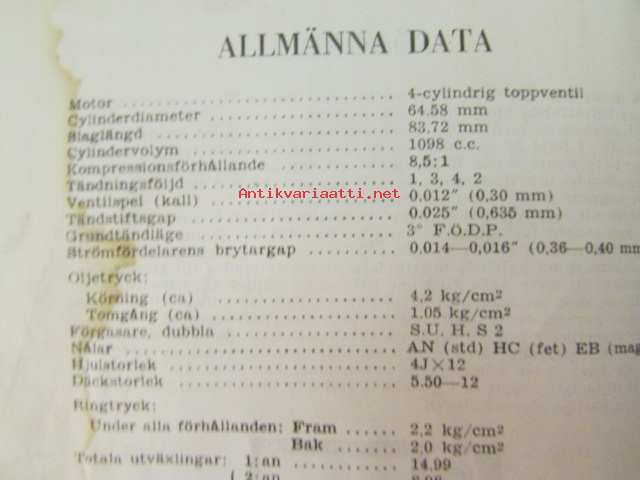 ALLMÄNNA DATA
Motor .............................. 4-cylindrig toppventil
Cylinderdiameter .................... 64.58 mm
Slaglängd .......................... 83,72 mm
Cylindervolym ...................... 1098 c.c.
Kompressionsförhållande ............ 8,5:1
Tändningsföljd ..................... 1, 3, 4, 2
Antikvariaatti.net
Ventilspel (kall) .................. 0.012" (0,30 mm)
Tändstiftsgap ...................... 0.025" (0,635 mm)
Grundtändläge ...................... 3° F.Ö.D.P.
Strömfördelarens brytargap ......... 0,014—0,016" (0,36—0,40 mm
Oljetryck:
Körning (ca) ....................... 4,2 kg/cm²
Tomgång (ca) ....................... 1.05 kg/cm²
Förgasare, dubbla .................. S.U. H.S 2
Nålar .............................. AN (std) HC (fet) EB (mag
Hjulstorlek ........................ 4J×12
Däckstorlek ........................ 5.50—12
Ringtryck:
Under alla förhållanden: Fram ...... 2,2 kg/cm²
Bak ...... 2,0 kg/cm²
Totala utväxlingar: 1:an ............ 14,99
( 2:an